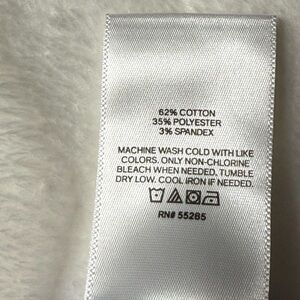 62% COTTON
35% POLYESTER
3% SPANDEX
MACHINE WASH COLD WITH LIKE
COLORS. ONLY NON-CHLORINE
BLEACH WHEN NEEDED. TUMBLE
DRY LOW. COOL IRON IF NEEDED.
RN# 55285